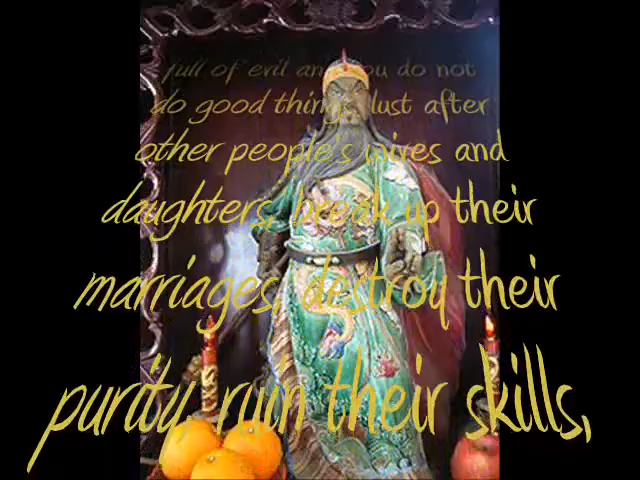 full of evil and you do not
do good things, lust after
other people's wives and
daughters, break up their
marriages, destroy their
purity, ruin their skills,